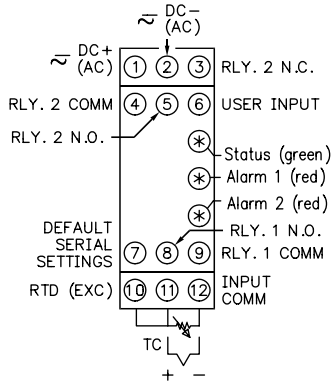 DC−
(AC)
DC+
(AC)
1 2 3
RLY. 2 N.C.
RLY. 2 COMM
4 5 6
USER INPUT
RLY. 2 N.O.
Status (green)
Alarm 1 (red)
Alarm 2 (red)
DEFAULT
SERIAL
SETTINGS
RLY. 1 N.O.
7 8 9
RLY. 1 COMM
RTD (EXC)
10 11 12
INPUT
COMM
TC
+ −